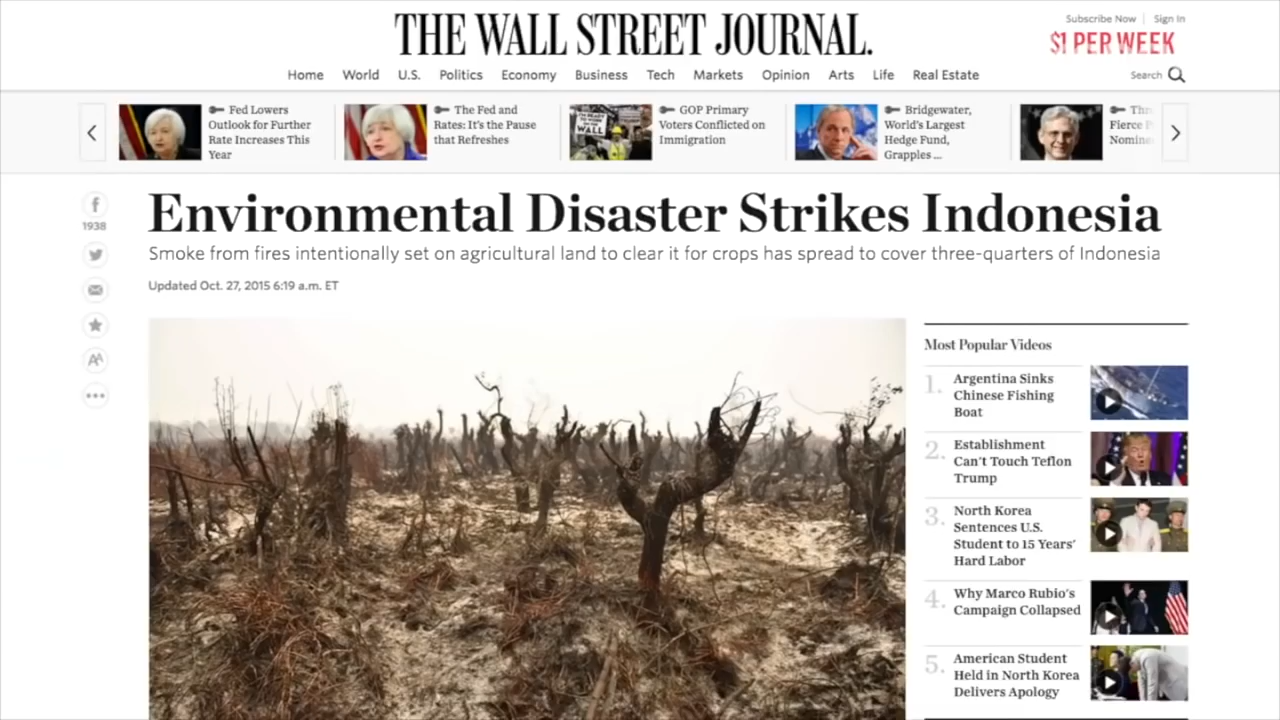 THE WALL STREET JOURNAL.
Subscribe Now | Sign In
$1 PER WEEK
Home World U.S. Politics Economy Business Tech Markets Opinion Arts Life Real Estate
Search
Fed Lowers
Outlook for Further
Rate Increases This
Year
The Fed and
Rates: It's the Pause
that Refreshes
GOP Primary
Voters Conflicted on
Immigration
Bridgewater,
World's Largest
Hedge Fund,
Grapples ...
Fierce
Environmental Disaster Strikes Indonesia
Smoke from fires intentionally set on agricultural land to clear it for crops has spread to cover three-quarters of Indonesia
Updated Oct. 27, 2015 6:19 a.m. ET
1938
Most Popular Videos
1. Argentina Sinks
Chinese Fishing
Boat
2. Establishment
Can't Touch Teflon
Trump
3. North Korea
Sentences U.S.
Student to 15 Years'
Hard Labor
4. Why Marco Rubio's
Campaign Collapsed
5. American Student
Held in North Korea
Delivers Apology